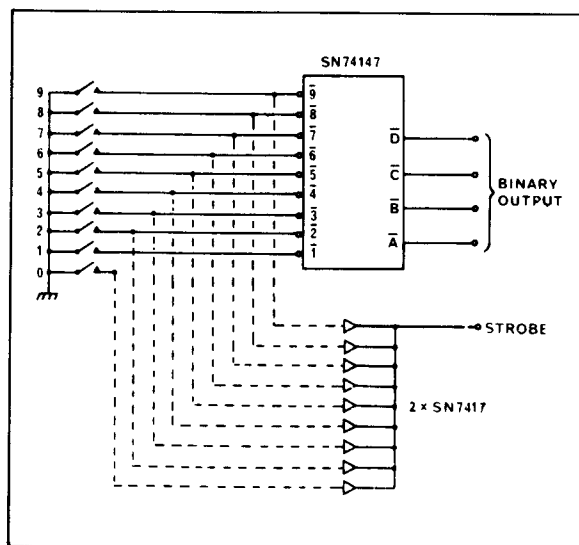 SN74147
9
8
7
6
5
4
3
2
1
0
9̅
8̅
7̅
6̅
5̅
4̅
3̅
2̅
1̅
D̅
C̅
B̅
A̅
BINARY
OUTPUT
STROBE
2 × SN7417